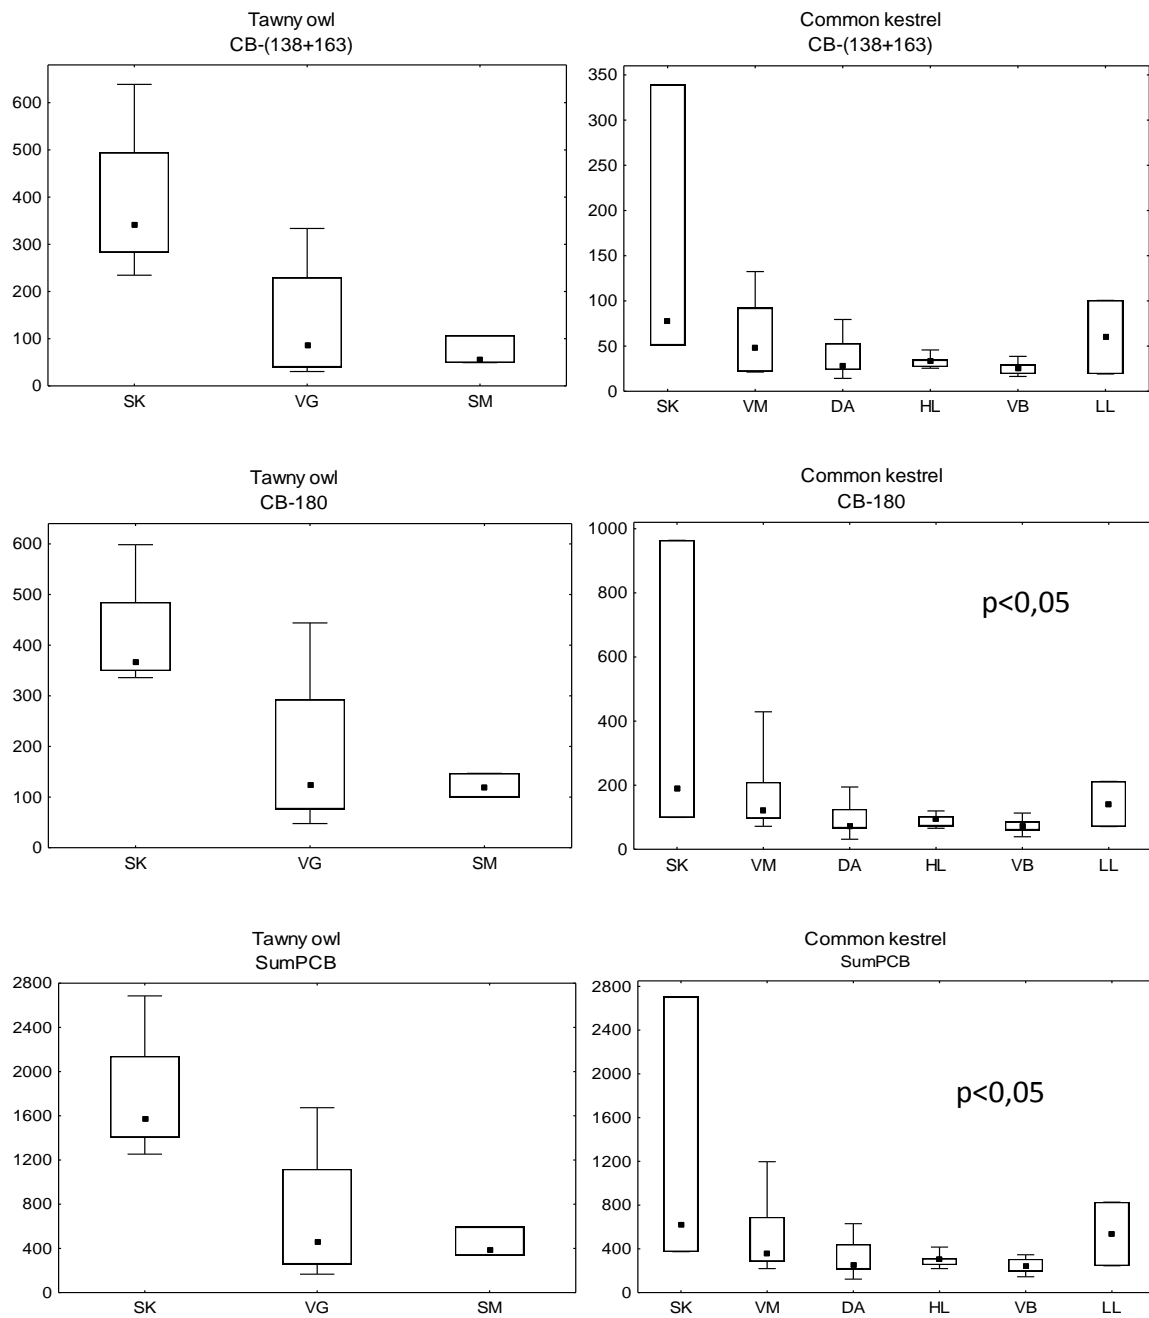 Tawny owl
CB-(138+163)
600
500
400
300
200
100
0
SK VG SM
Common kestrel
CB-(138+163)
350
300
250
200
150
100
50
0
SK VM DA HL VB LL
Tawny owl
CB-180
600
500
400
300
200
100
0
SK VG SM
Common kestrel
CB-180
1000
800
600
400
200
0
p<0,05
SK VM DA HL VB LL
Tawny owl
SumPCB
2800
2400
2000
1600
1200
800
400
0
SK VG SM
Common kestrel
SumPCB
2800
2400
2000
1600
1200
800
400
0
p<0,05
SK VM DA HL VB LL